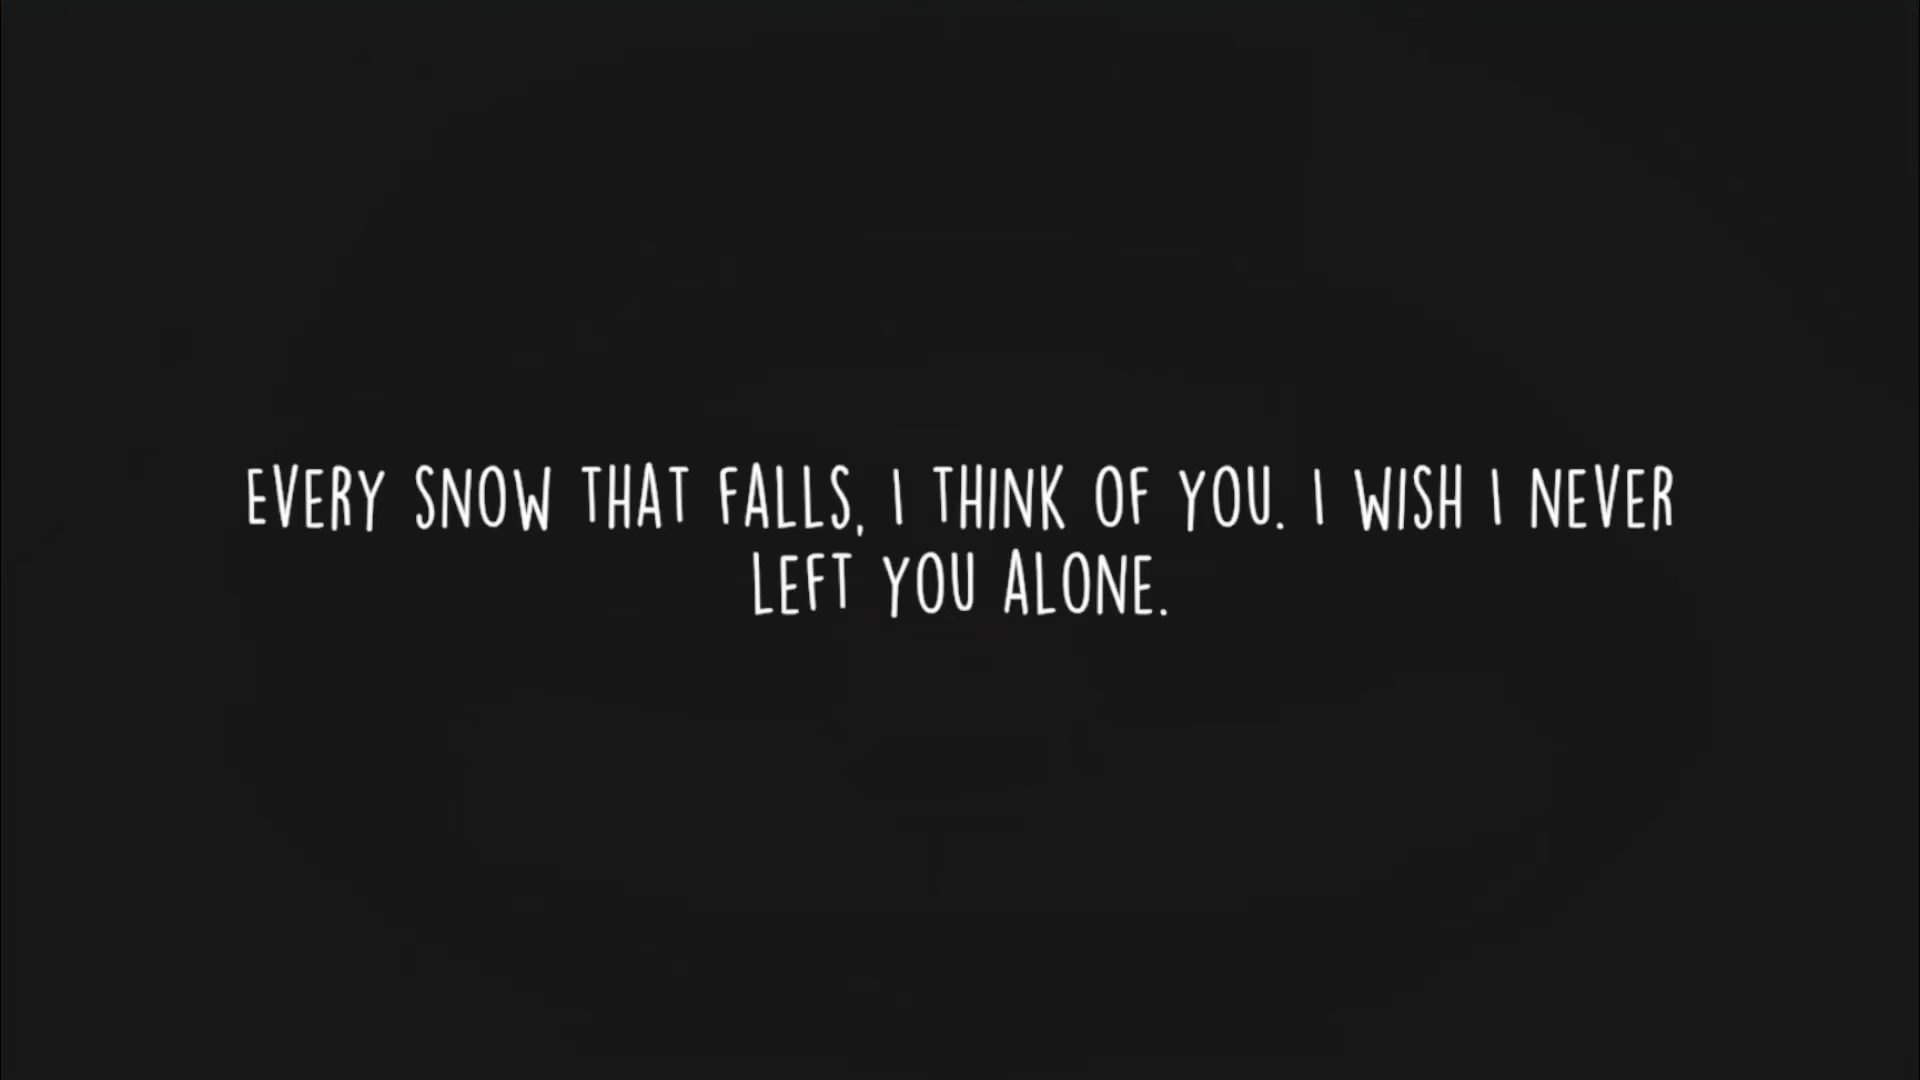 EVERY SNOW THAT FALLS, I THINK OF YOU. I WISH I NEVER
LEFT YOU ALONE.